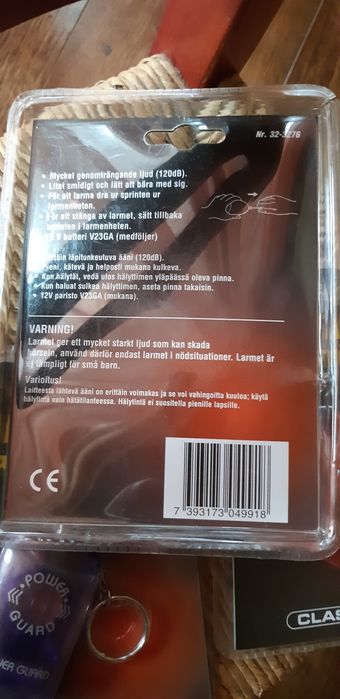 Nr. 32-3276
• Mycket genomträngande ljud (120dB).
• Litet smidigt och lätt att bära med sig.
• För att larma dra ur sprinten ur
larmenheten.
• För att stänga av larmet, sätt tillbaka
sprinten i larmenheten.
V batteri V23GA (medföljer)
läpitunkeutuva ääni (120dB).
kätevä ja helposti mukana kulkeva.
• Kun hälytät, vedä ulos hälyttimen yläpäässä oleva pinna.
• Kun haluat sulkea hälyttimen, aseta pinna takaisin.
• 12V paristo V23GA (mukana).
VARNING!
Larmet ger ett mycket starkt ljud som kan skada
hörseln, använd därför endast larmet i nödsituationer. Larmet är
ej lämpligt för små barn.
Varioitus!
Laitteesta lähtevä ääni on erittäin voimakas ja se voi vahingoitta kuuloa; käytä
hälytintä vain hätätilanteessa. Hälytintä ei suositella pienille lapsille.
CE
7 393173 049918
POWER
GUARD
WER GUARD
CLAS